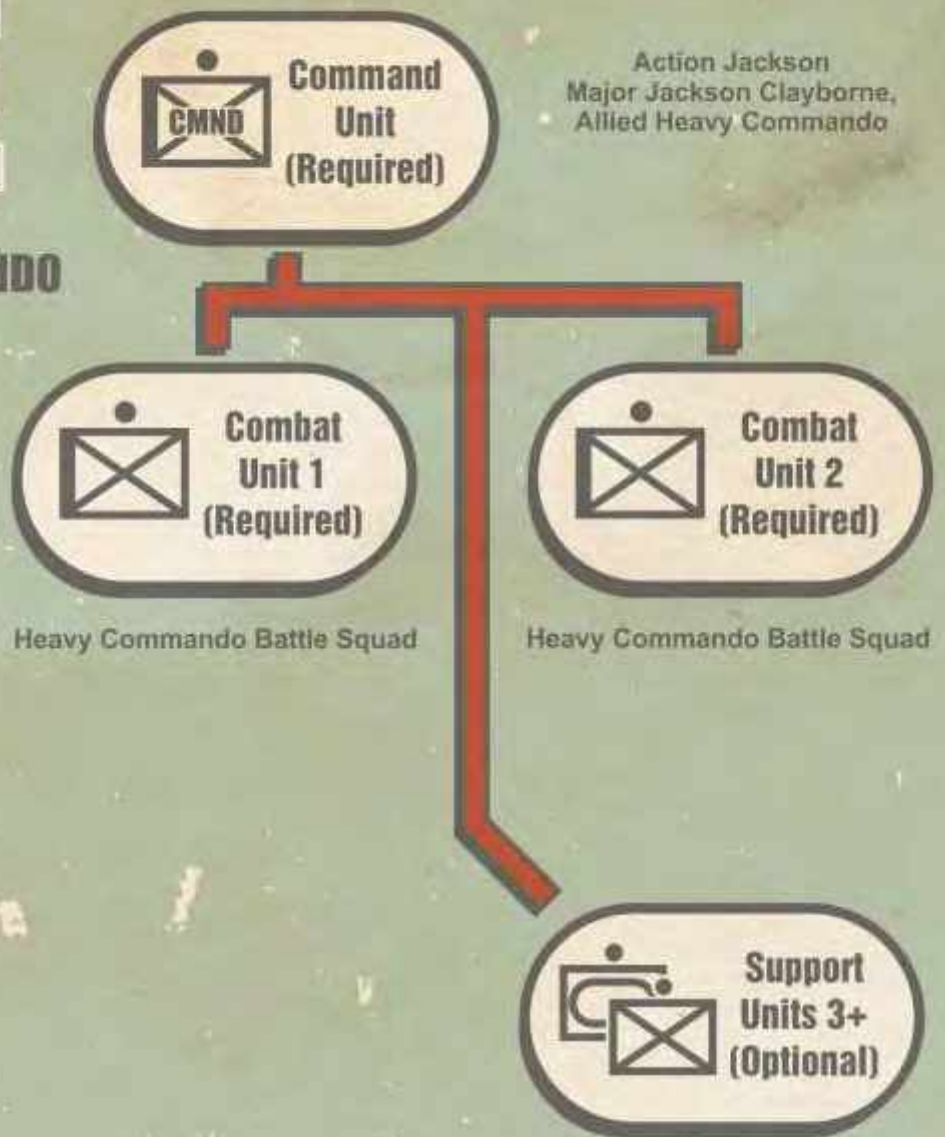 CMND
Command
Unit
(Required)
Action Jackson
Major Jackson Clayborne,
Allied Heavy Commando
Combat
Unit 1
(Required)
Combat
Unit 2
(Required)
Heavy Commando Battle Squad
Heavy Commando Battle Squad
Support
Units 3+
(Optional)